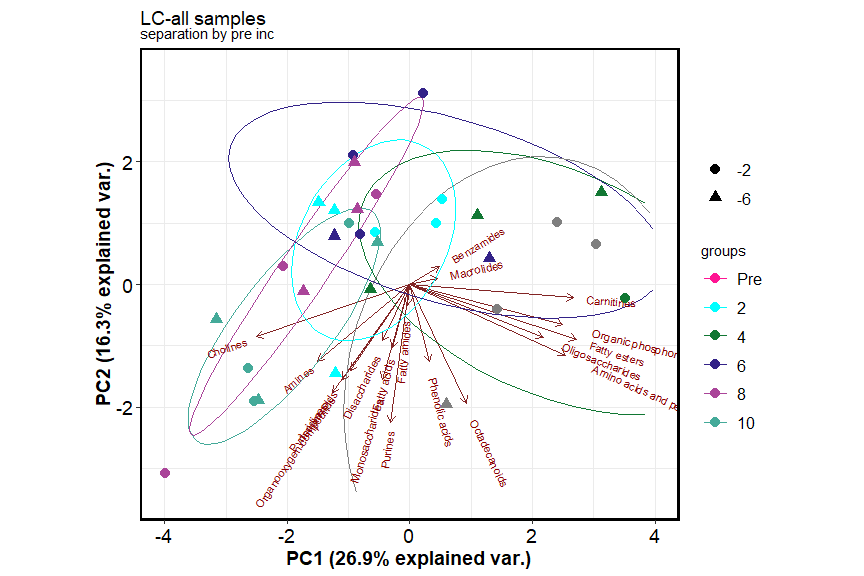 LC-all samples
separation by pre inc
PC2 (16.3% explained var.)
2
0
-2
-4
-2
0
2
4
PC1 (26.9% explained var.)
Benzamides
Macrolides
Carnitines
Organic phosphor
Fatty esters
Oligosaccharides
Amino acids and pe
Cholines
Amines
Disaccharides
Fatty acids
Fatty amides
Monosaccharides
Purines
Phenolic acids
Octadecanoids
-2
-6
groups
Pre
2
4
6
8
10